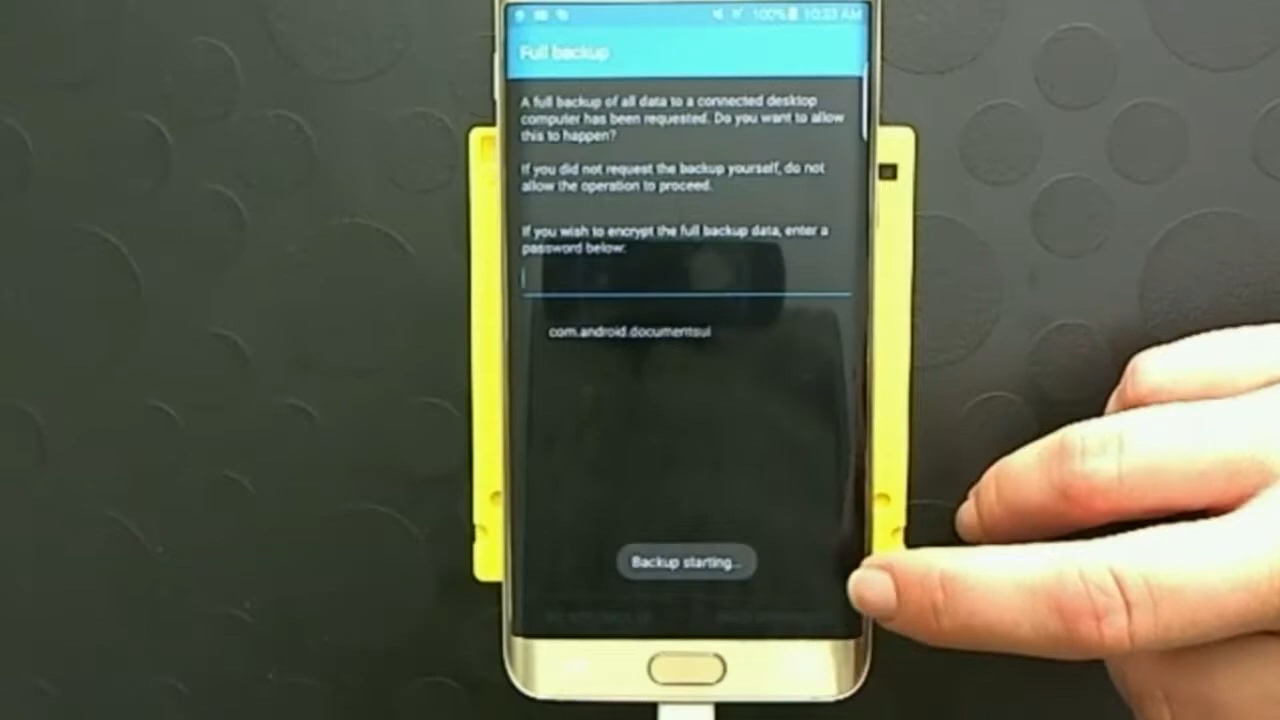 100% 10:33 AM
Full backup
A full backup of all data to a connected desktop
computer has been requested. Do you want to allow
this to happen?
If you did not request the backup yourself, do not
allow the operation to proceed.
If you wish to encrypt the full backup data, enter a
password below:
com.android.documentsui
Backup starting...